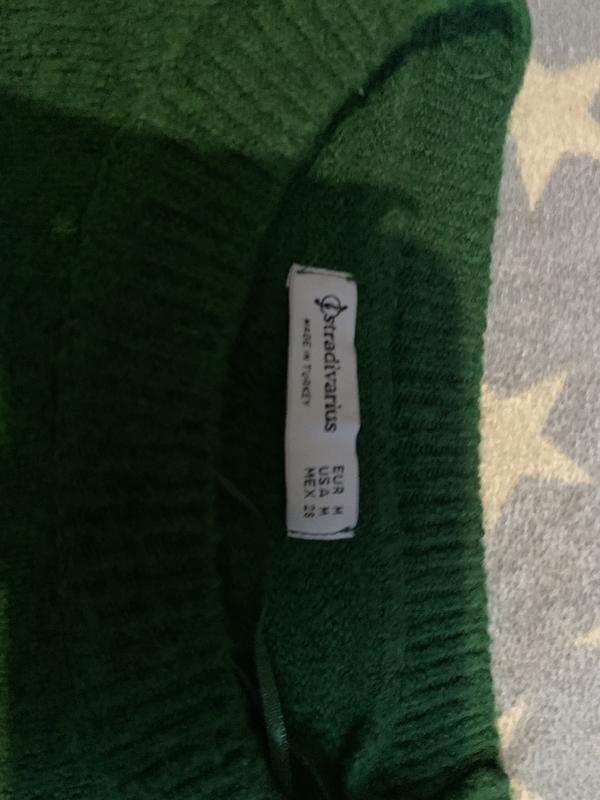 stradivarius
MADE IN TURKEY
EUR M
USA M
MEX 28